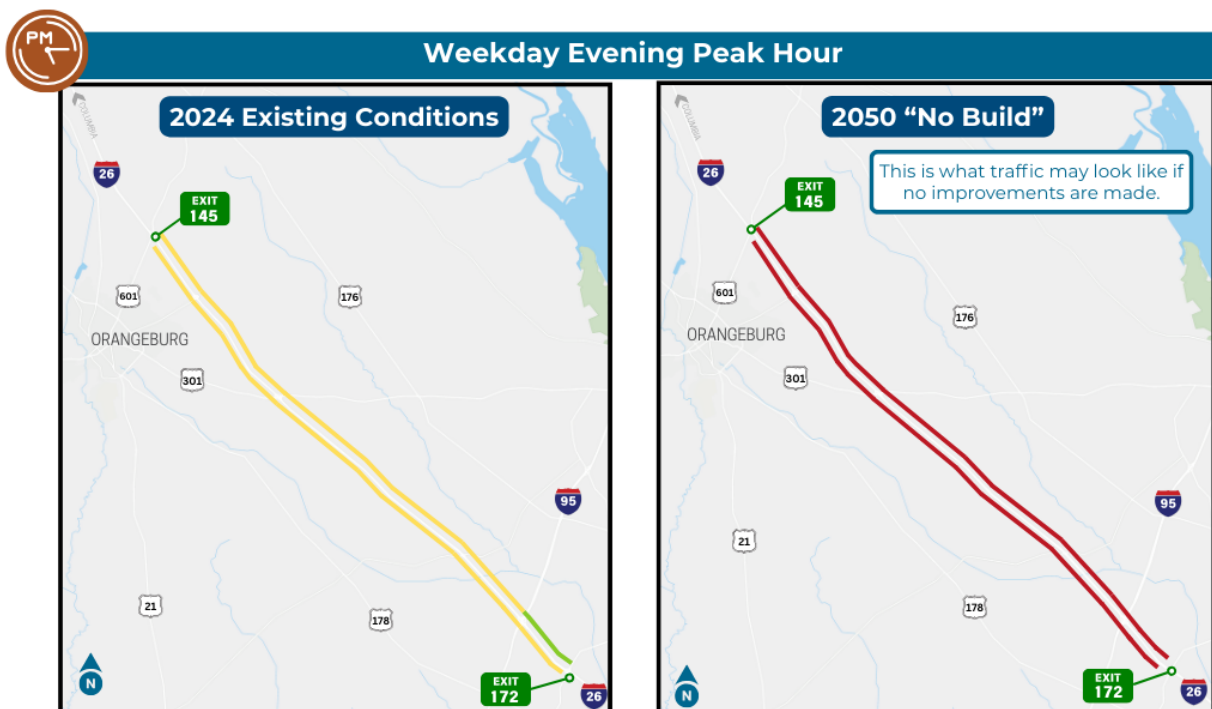 PM
Weekday Evening Peak Hour
2024 Existing Conditions
COLUMBIA
26
EXIT
145
601
176
ORANGEBURG
301
95
21
178
N
EXIT
172
26
2050 “No Build”
This is what traffic may look like if
no improvements are made.
COLUMBIA
26
EXIT
145
601
176
ORANGEBURG
301
95
21
178
N
EXIT
172
26